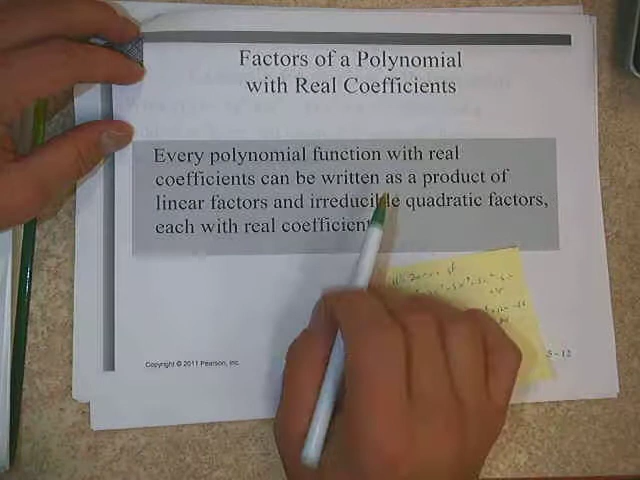 Factors of a Polynomial
with Real Coefficients
Every polynomial function with real
coefficients can be written as a product of
linear factors and irreducible quadratic factors,
each with real coefficient
Copyright © 2011 Pearson, Inc.